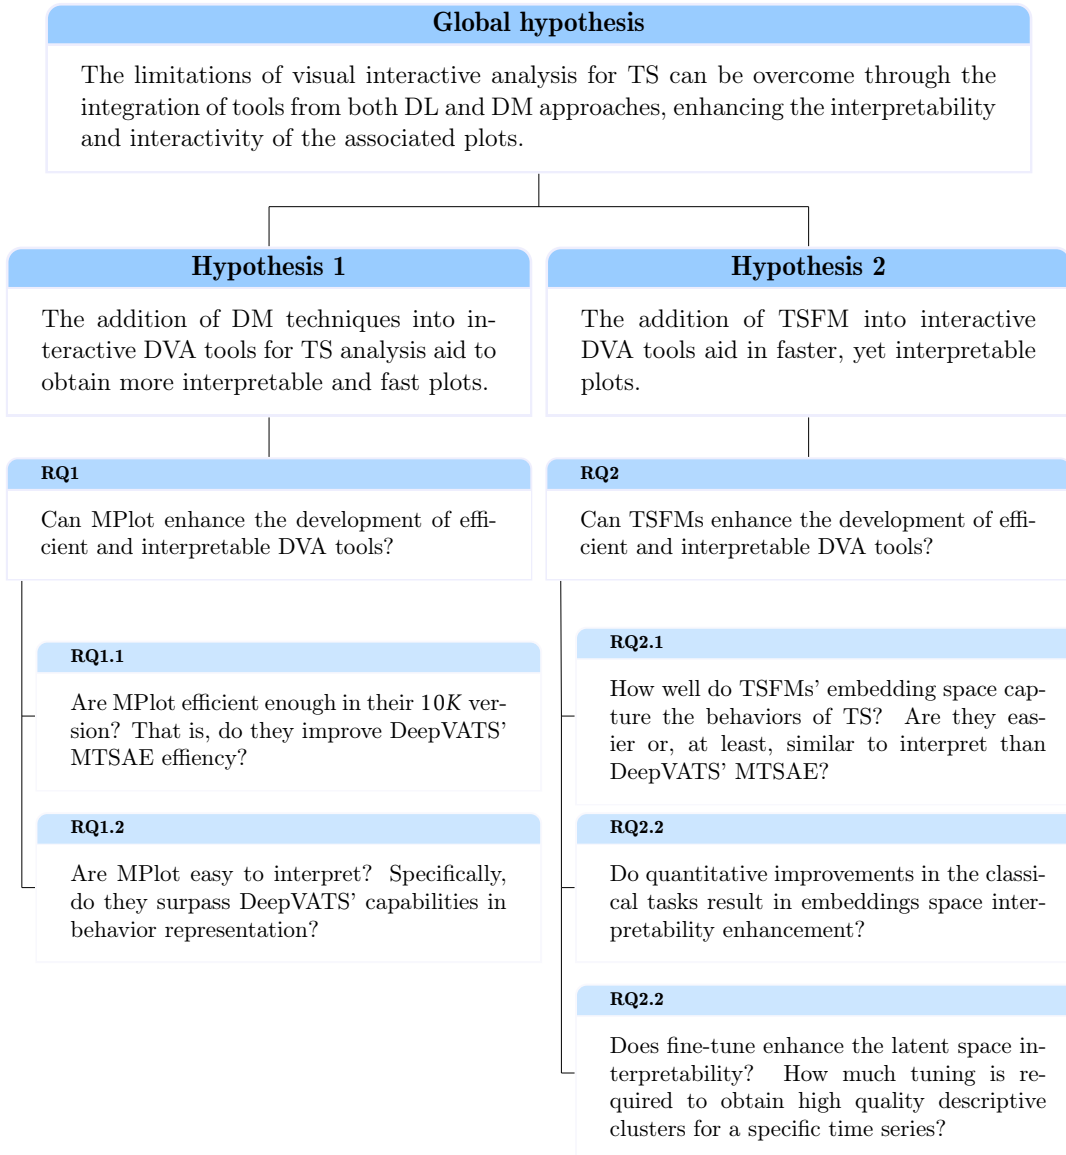 Global hypothesis
The limitations of visual interactive analysis for TS can be overcome through the
integration of tools from both DL and DM approaches, enhancing the interpretability
and interactivity of the associated plots.
Hypothesis 1
The addition of DM techniques into in-
teractive DVA tools for TS analysis aid to
obtain more interpretable and fast plots.
Hypothesis 2
The addition of TSFM into interactive
DVA tools aid in faster, yet interpretable
plots.
RQ1
Can MPlot enhance the development of effi-
cient and interpretable DVA tools?
RQ2
Can TSFMs enhance the development of effi-
cient and interpretable DVA tools?
RQ1.1
Are MPlot efficient enough in their 10K ver-
sion? That is, do they improve DeepVATS'
MTSAE effiency?
RQ1.2
Are MPlot easy to interpret? Specifically,
do they surpass DeepVATS' capabilities in
behavior representation?
RQ2.1
How well do TSFMs' embedding space cap-
ture the behaviors of TS? Are they eas-
ier or, at least, similar to interpret than
DeepVATS' MTSAE?
RQ2.2
Do quantitative improvements in the classi-
cal tasks result in embeddings space inter-
pretability enhancement?
RQ2.2
Does fine-tune enhance the latent space in-
terpretability? How much tuning is re-
quired to obtain high quality descriptive
clusters for a specific time series?